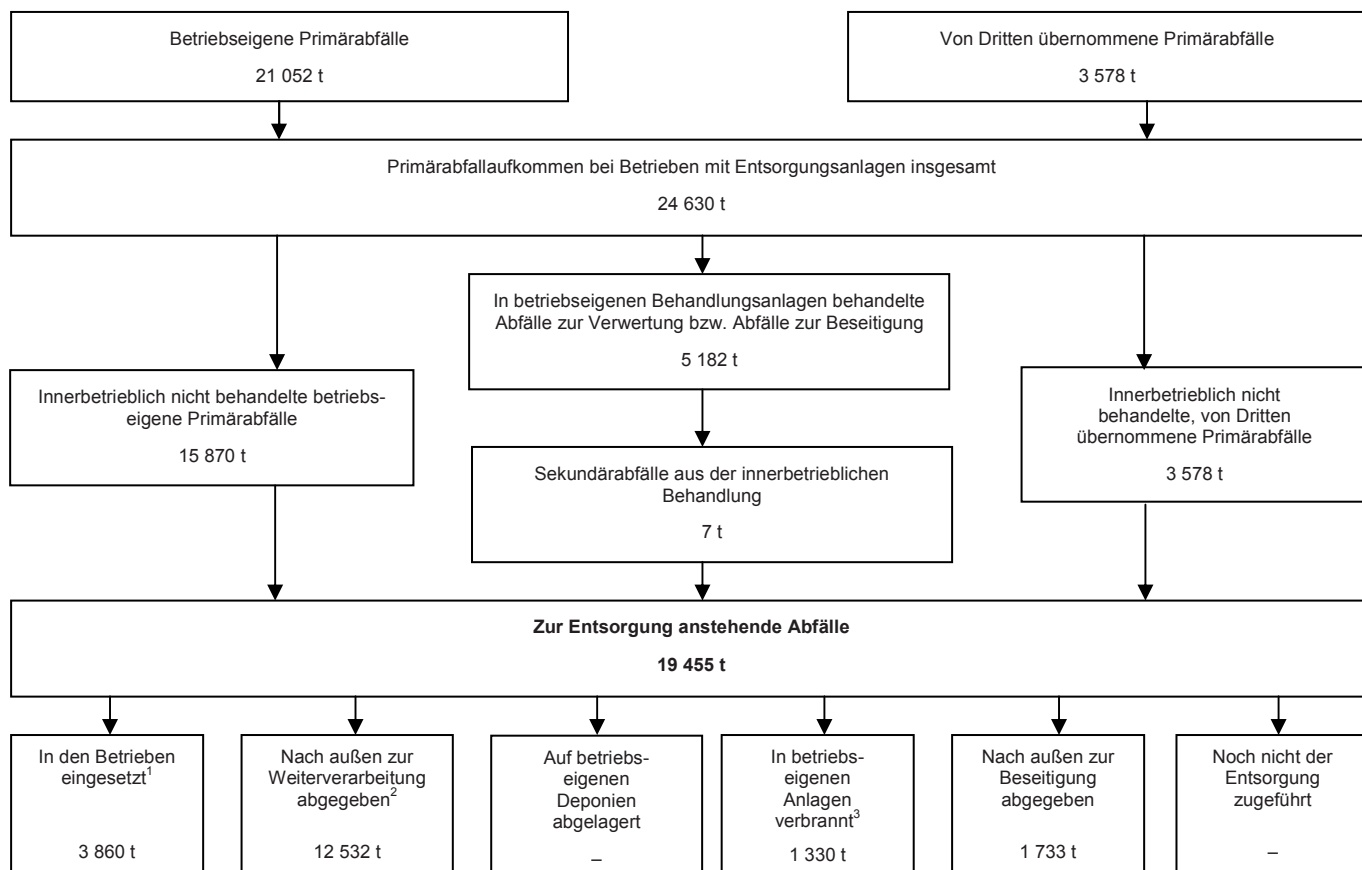 Betriebseigene Primärabfälle
21 052 t
Von Dritten übernommene Primärabfälle
3 578 t
Primärabfallaufkommen bei Betrieben mit Entsorgungsanlagen insgesamt
24 630 t
In betriebseigenen Behandlungsanlagen behandelte
Abfälle zur Verwertung bzw. Abfälle zur Beseitigung
5 182 t
Innerbetrieblich nicht behandelte betriebs-
eigene Primärabfälle
15 870 t
Innerbetrieblich nicht
behandelte, von Dritten
übernommene Primärabfälle
3 578 t
Sekundärabfälle aus der innerbetrieblichen
Behandlung
7 t
Zur Entsorgung anstehende Abfälle
19 455 t
In den Betrieben
eingesetzt¹
3 860 t
Nach außen zur
Weiterverarbeitung
abgegeben²
12 532 t
Auf betriebs-
eigenen
Deponien
abgelagert
–
In betriebs-
eigenen
Anlagen
verbrannt³
1 330 t
Nach außen zur
Beseitigung
abgegeben
1 733 t
Noch nicht der
Entsorgung
zugeführt
–